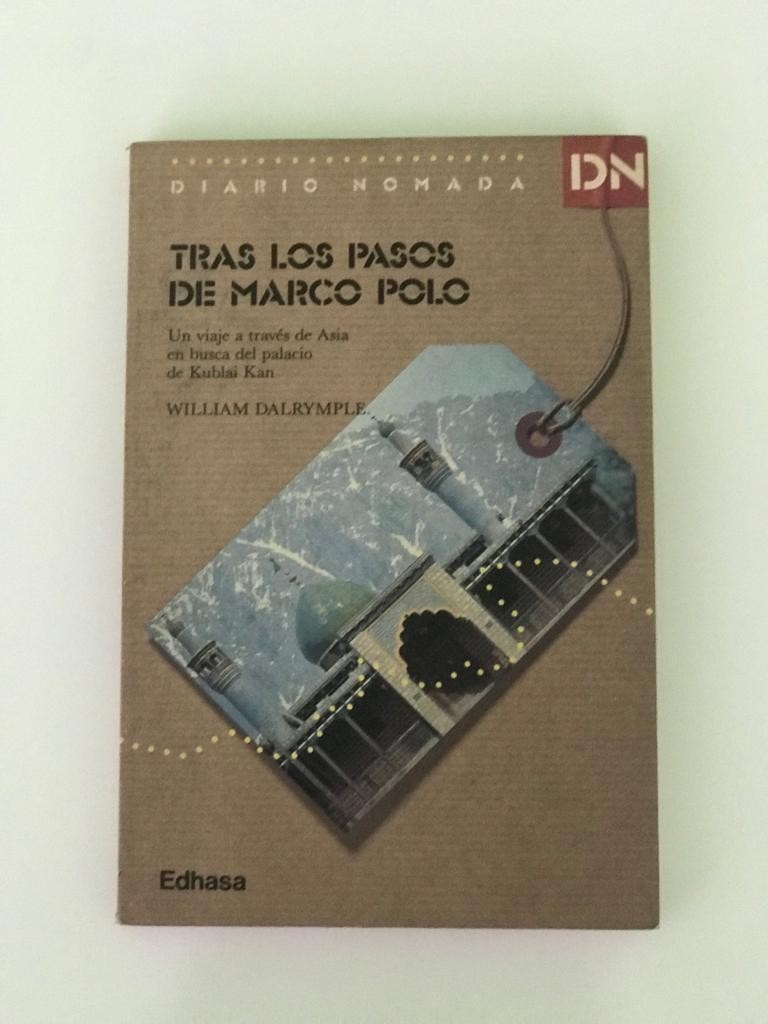 DIARIO NOMADA
DN
TRAS LOS PASOS
DE MARCO POLO
Un viaje a través de Asia
en busca del palacio
de Kublai Kan
WILLIAM DALRYMPLE
Edhasa